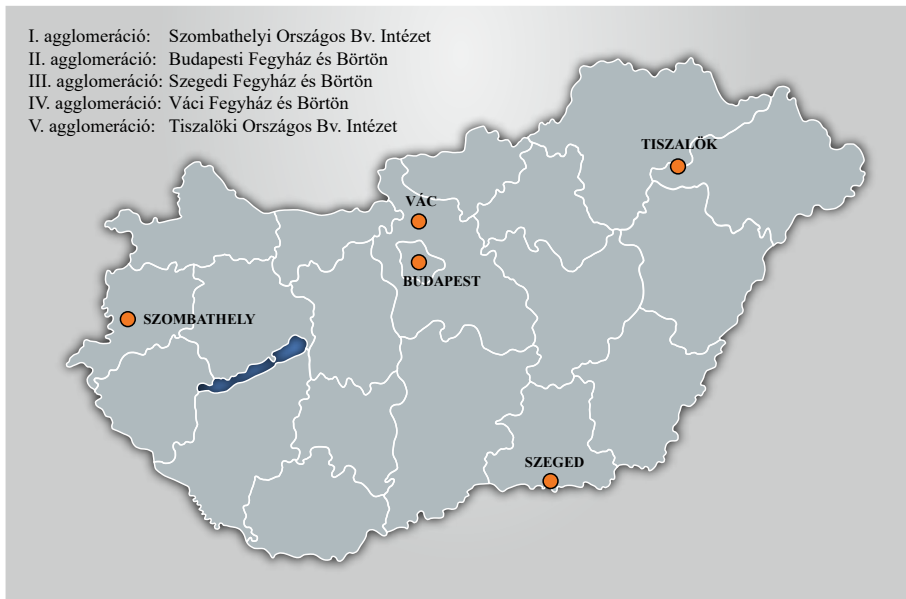 I. agglomeráció: Szombathelyi Országos Bv. Intézet
II. agglomeráció: Budapesti Fegyház és Börtön
III. agglomeráció: Szegedi Fegyház és Börtön
IV. agglomeráció: Váci Fegyház és Börtön
V. agglomeráció: Tiszalöki Országos Bv. Intézet
TISZALÖK
VÁC
BUDAPEST
SZOMBATHELY
SZEGED